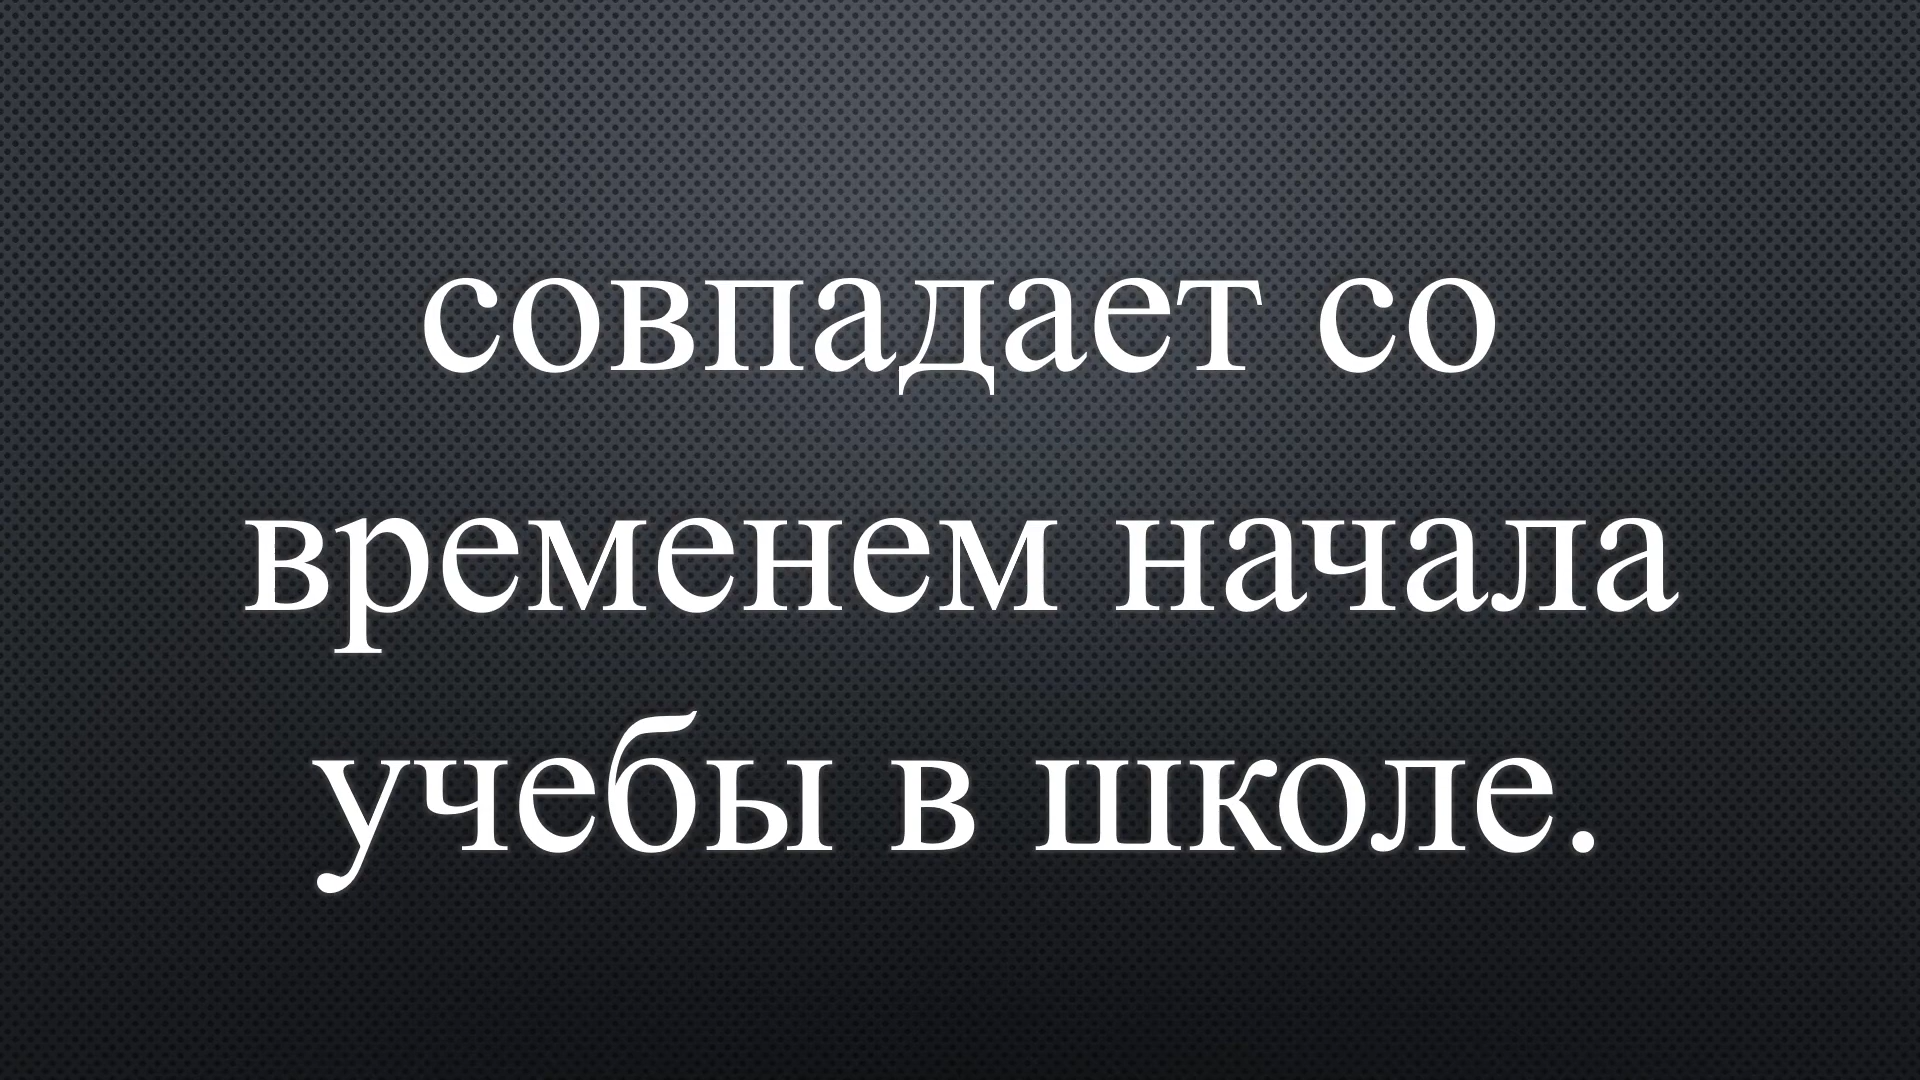 совпадает со
временем начала
учебы в школе.